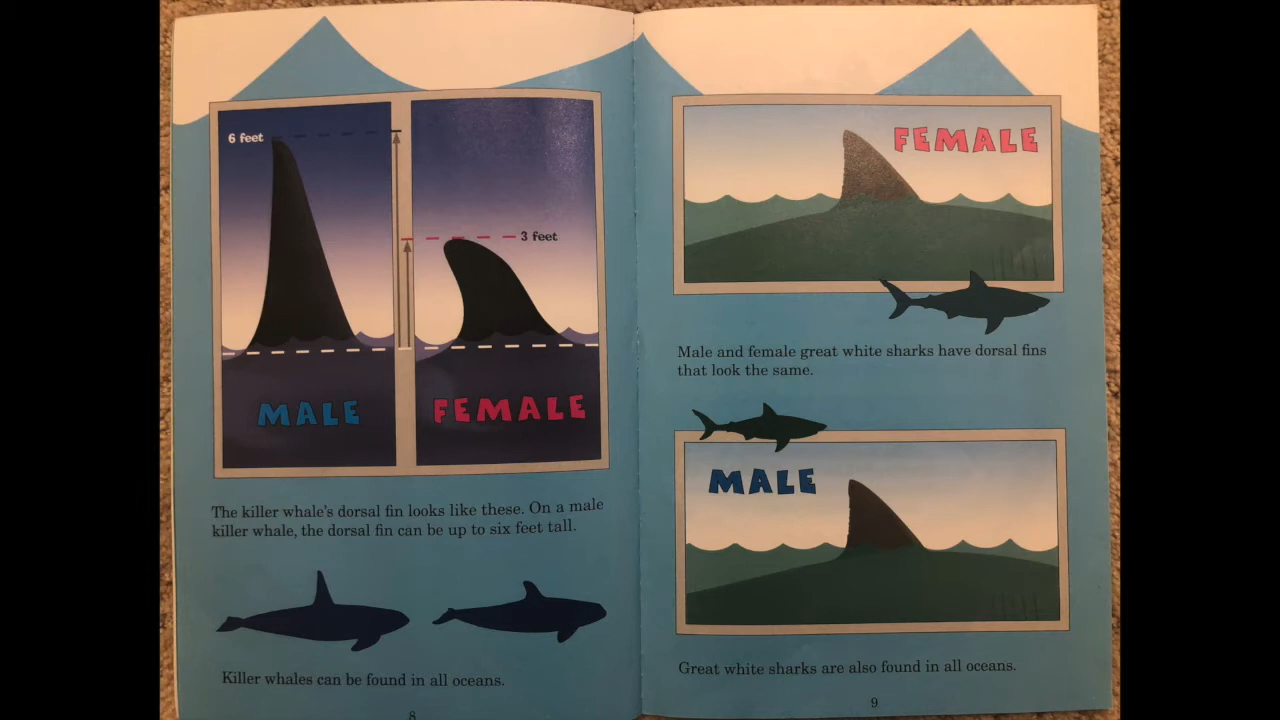 6 feet
3 feet
MALE
FEMALE
The killer whale's dorsal fin looks like these. On a male
killer whale, the dorsal fin can be up to six feet tall.
Killer whales can be found in all oceans.
8
FEMALE
Male and female great white sharks have dorsal fins
that look the same.
MALE
Great white sharks are also found in all oceans.
9